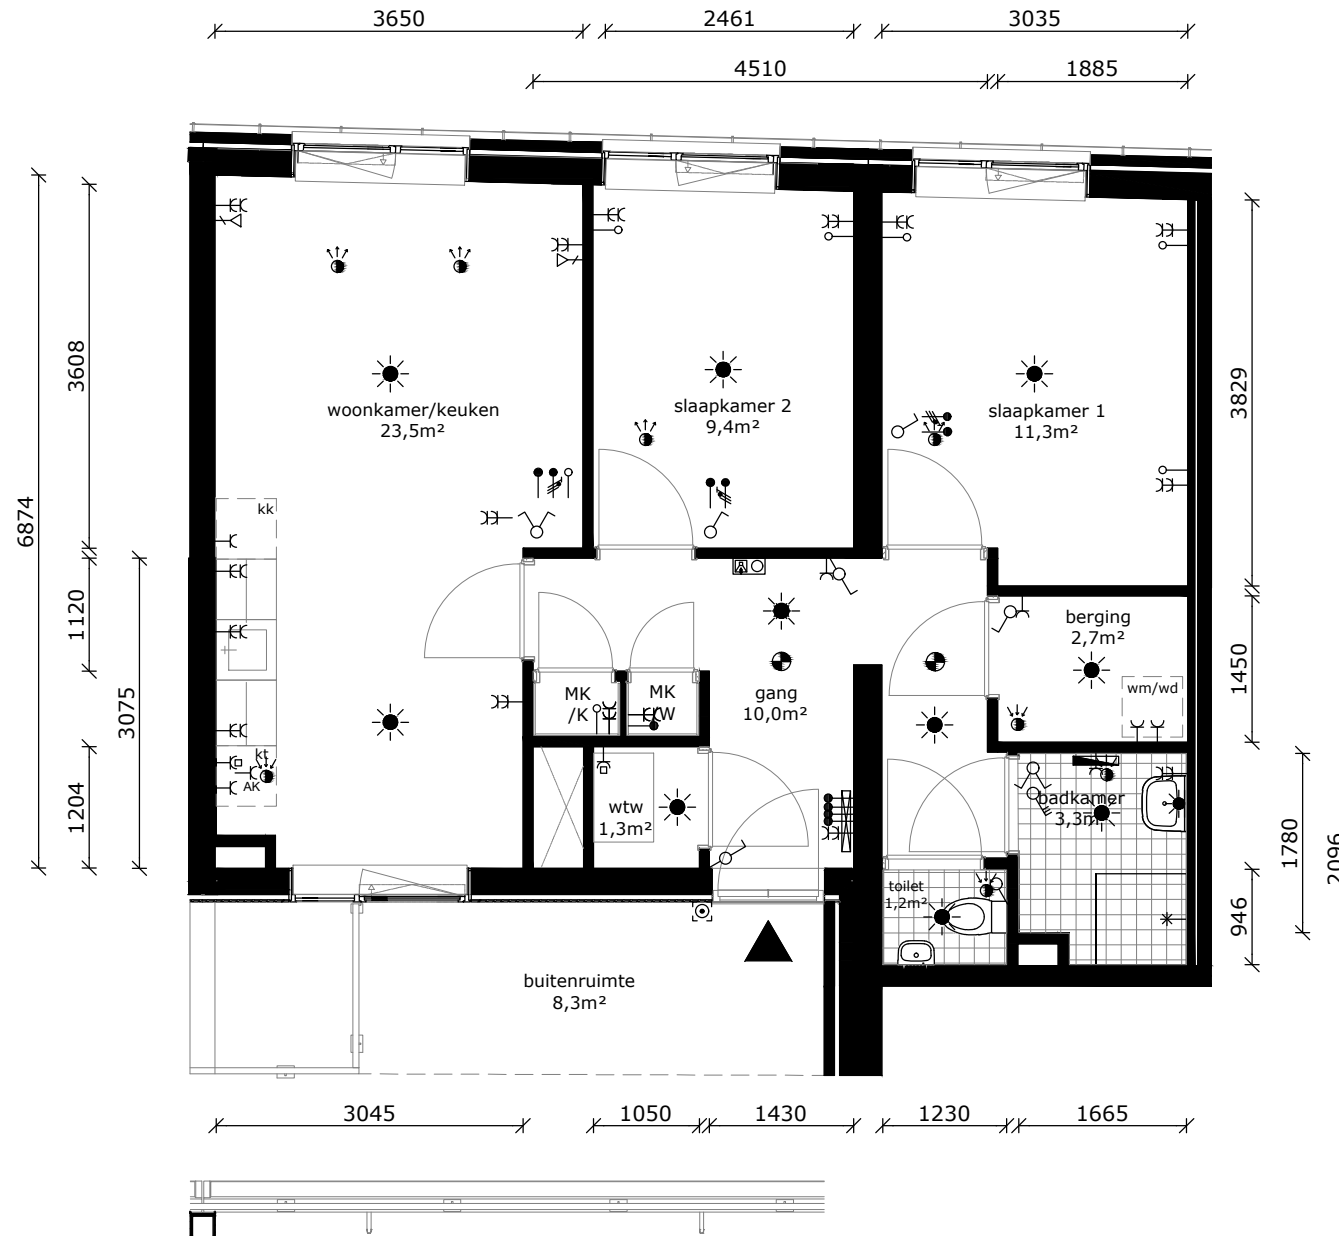 3650
2461
3035
4510
1885
6874
3608
1120
3075
1204
3829
1450
1780
2096
946
woonkamer/keuken
23,5m²
slaapkamer 2
9,4m²
slaapkamer 1
11,3m²
kk
berging
2,7m²
wm/wd
MK
/K
MK
/W
gang
10,0m²
kt
AK
wtw
1,3m²
badkamer
3,3m²
toilet
1,2m²
buitenruimte
8,3m²
3045
1050
1430
1230
1665